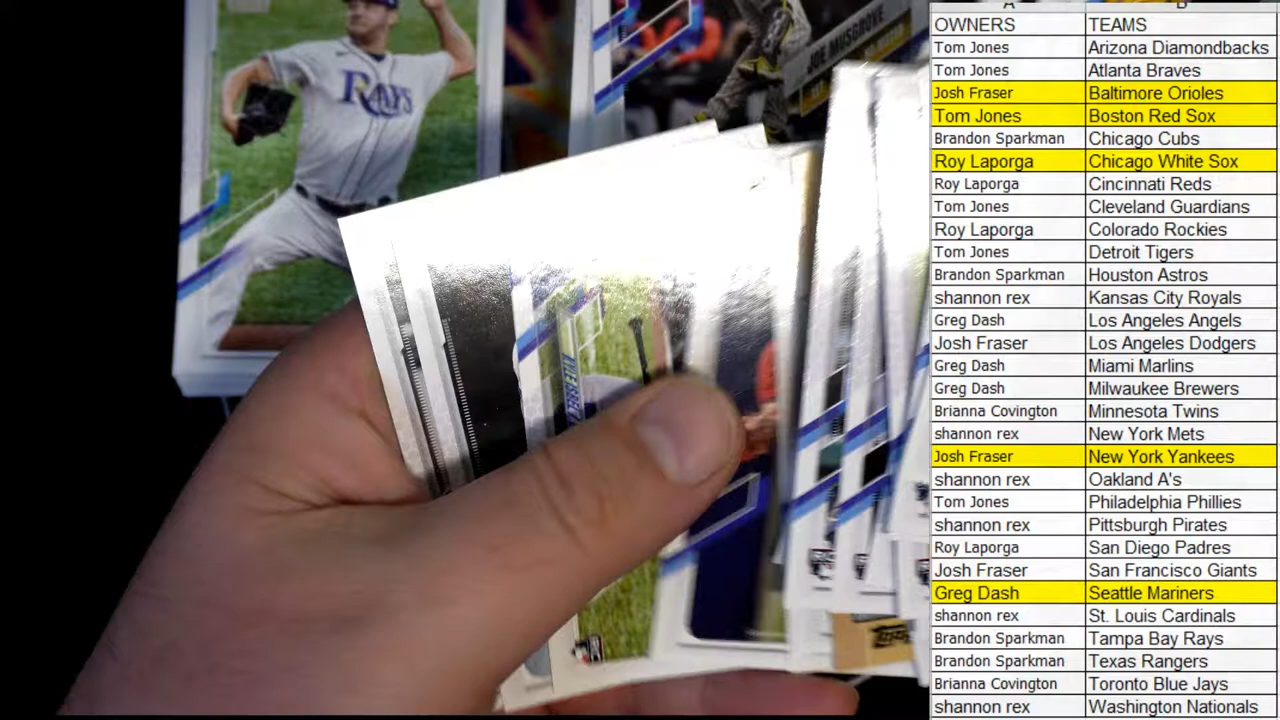 A B
OWNERS TEAMS
Tom Jones Arizona Diamondbacks
Tom Jones Atlanta Braves
Josh Fraser Baltimore Orioles
Tom Jones Boston Red Sox
Brandon Sparkman Chicago Cubs
Roy Laporga Chicago White Sox
Roy Laporga Cincinnati Reds
Tom Jones Cleveland Guardians
Roy Laporga Colorado Rockies
Tom Jones Detroit Tigers
Brandon Sparkman Houston Astros
shannon rex Kansas City Royals
Greg Dash Los Angeles Angels
Josh Fraser Los Angeles Dodgers
Greg Dash Miami Marlins
Greg Dash Milwaukee Brewers
Brianna Covington Minnesota Twins
shannon rex New York Mets
Josh Fraser New York Yankees
shannon rex Oakland A's
Tom Jones Philadelphia Phillies
shannon rex Pittsburgh Pirates
Roy Laporga San Diego Padres
Josh Fraser San Francisco Giants
Greg Dash Seattle Mariners
shannon rex St. Louis Cardinals
Brandon Sparkman Tampa Bay Rays
Brandon Sparkman Texas Rangers
Brianna Covington Toronto Blue Jays
shannon rex Washington Nationals
RAYS
JOE MUSGROVE
Topps